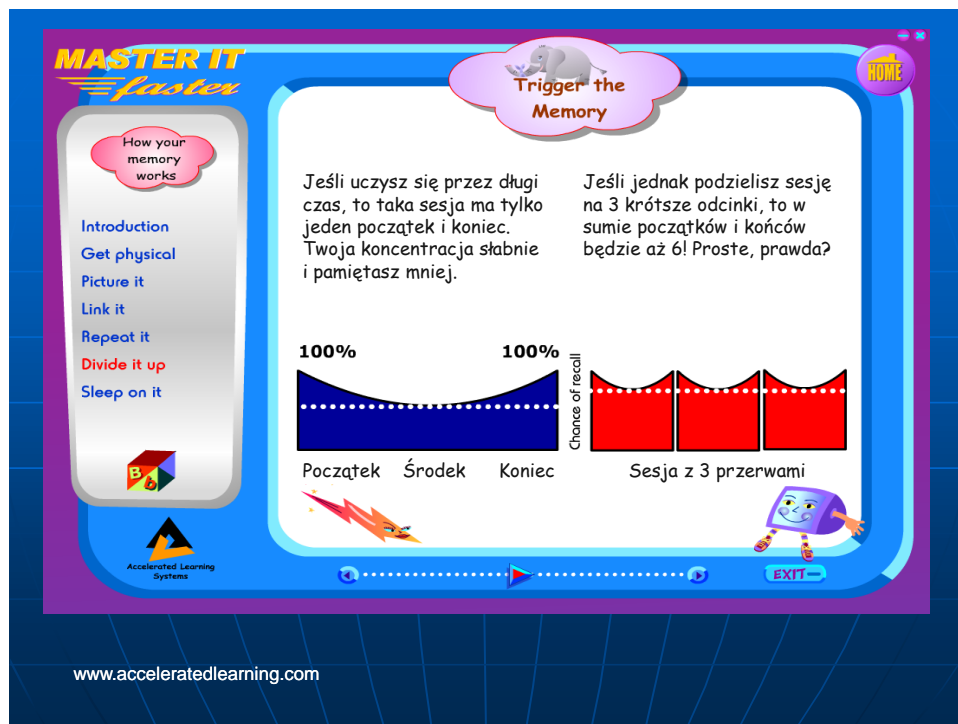 MASTER IT
faster
Trigger the
Memory
HOME
How your
memory
works
Introduction
Get physical
Picture it
Link it
Repeat it
Divide it up
Sleep on it
B b
b
Accelerated Learning
Systems
Jeśli uczysz się przez długi
czas, to taka sesja ma tylko
jeden początek i koniec.
Twoja koncentracja słabnie
i pamiętasz mniej.
Jeśli jednak podzielisz sesję
na 3 krótsze odcinki, to w
sumie początków i końców
będzie aż 6! Proste, prawda?
100%
100%
Chance of recall
Początek
Środek
Koniec
Sesja z 3 przerwami
EXIT
www.acceleratedlearning.com